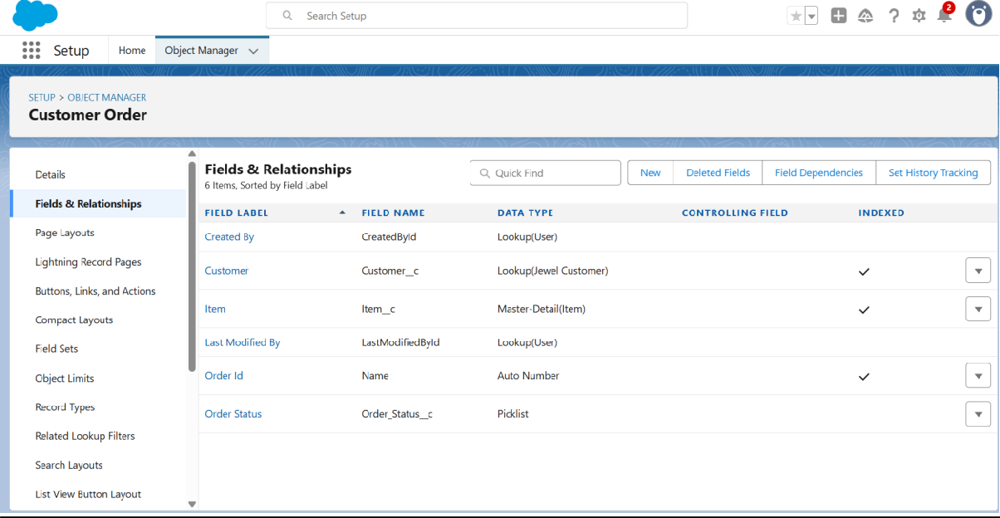 Search Setup
2
Setup
Home
Object Manager
SETUP > OBJECT MANAGER
Customer Order
Details
Fields & Relationships
Page Layouts
Lightning Record Pages
Buttons, Links, and Actions
Compact Layouts
Field Sets
Object Limits
Record Types
Related Lookup Filters
Search Layouts
List View Button Layout
Fields & Relationships
6 Items, Sorted by Field Label
Quick Find
New
Deleted Fields
Field Dependencies
Set History Tracking
FIELD LABEL FIELD NAME DATA TYPE CONTROLLING FIELD INDEXED
Created By CreatedById Lookup(User)
Customer Customer__c Lookup(Jewel Customer)
Item Item__c Master-Detail(Item)
Last Modified By LastModifiedById Lookup(User)
Order Id Name Auto Number
Order Status Order_Status__c Picklist